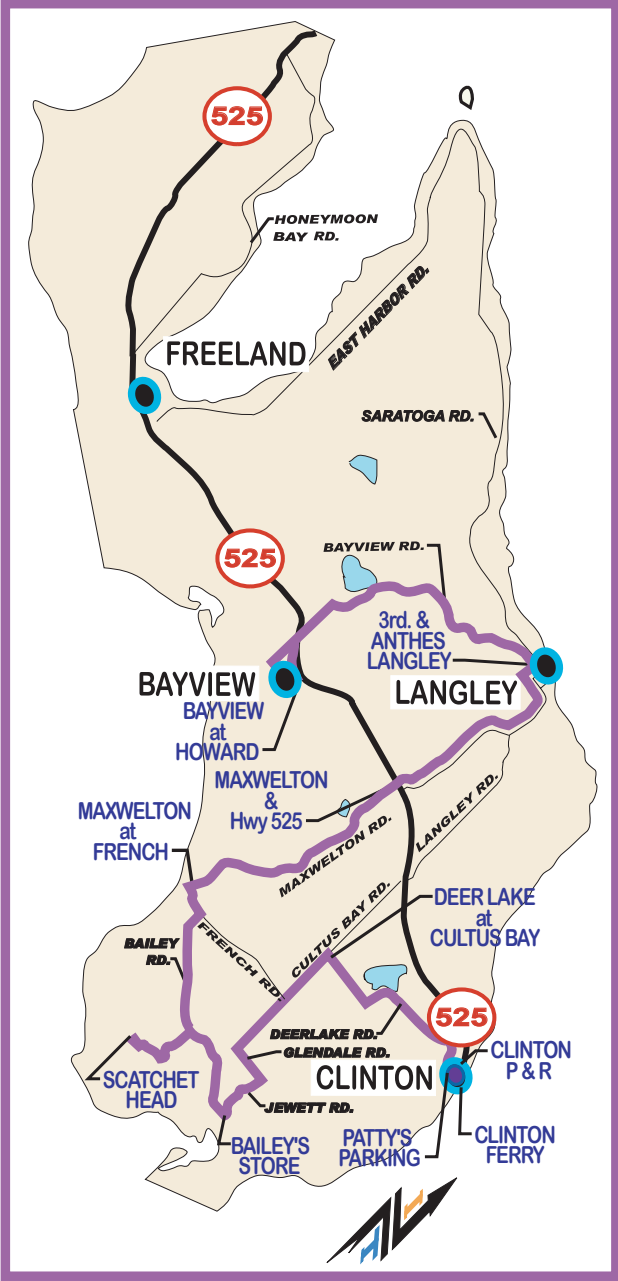 525
HONEYMOON
BAY RD.
EAST HARBOR RD.
FREELAND
SARATOGA RD.
525
BAYVIEW RD.
3rd. &
ANTHES
LANGLEY
BAYVIEW
LANGLEY
BAYVIEW
at
HOWARD
MAXWELTON
&
Hwy 525
MAXWELTON
at
FRENCH
LANGLEY RD.
MAXWELTON RD.
CULTUS BAY RD.
DEER LAKE
at
CULTUS BAY
FRENCH RD.
BAILEY
RD.
525
DEERLAKE RD.
GLENDALE RD.
CLINTON
P & R
CLINTON
SCATCHET
HEAD
JEWETT RD.
PATTY'S
PARKING
CLINTON
FERRY
BAILEY'S
STORE